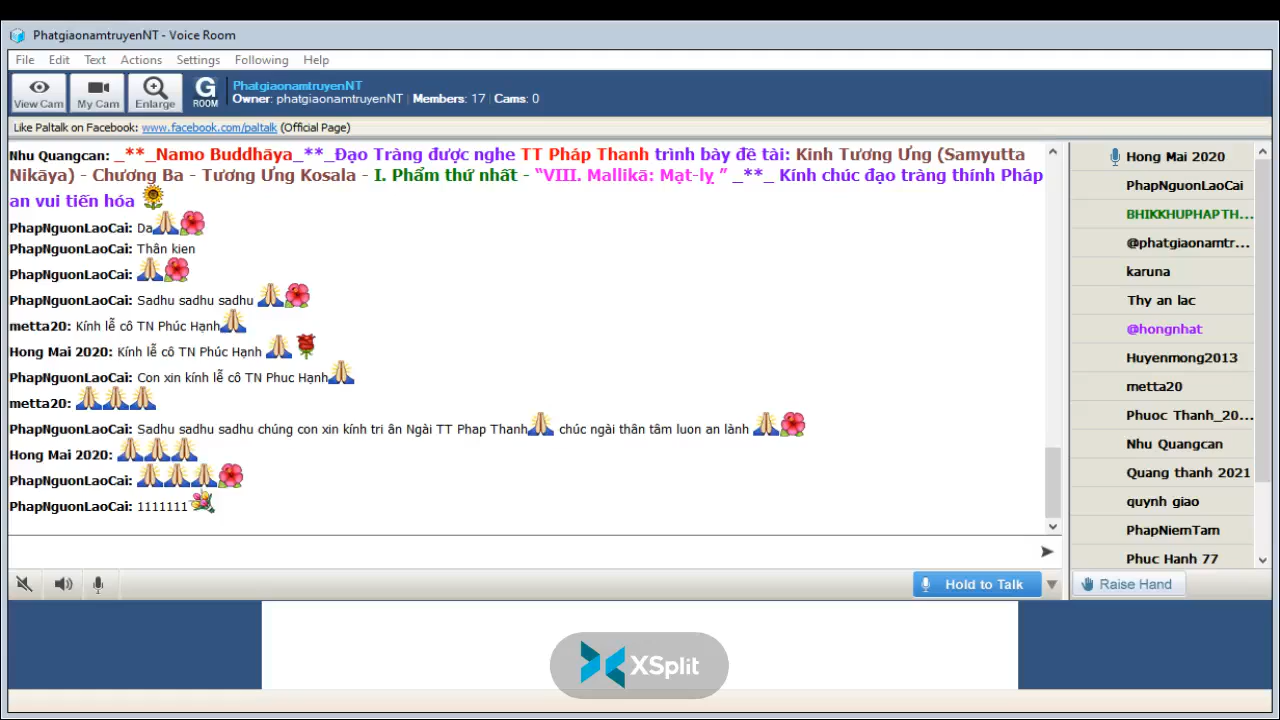 PhatgiaonamtruyenNT - Voice Room
File Edit Text Actions Settings Following Help
View Cam My Cam Enlarge G ROOM
PhatgiaonamtruyenNT
Owner: phatgiaonamtruyenNT | Members: 17 | Cams: 0
Like Paltalk on Facebook: www.facebook.com/paltalk (Official Page)
Nhu Quangcan: _**_Namo Buddhāya_**_Đạo Tràng được nghe TT Pháp Thanh trình bày đề tài: Kinh Tương Ưng (Samyutta
Nikāya) - Chương Ba - Tương Ưng Kosala - I. Phẩm thứ nhất - “VIII. Mallikā: Mạt-lỵ ” _**_ Kính chúc đạo tràng thính Pháp
an vui tiến hóa
PhapNguonLaoCai: Da
PhapNguonLaoCai: Thân kien
PhapNguonLaoCai:
PhapNguonLaoCai: Sadhu sadhu sadhu
metta20: Kính lễ cô TN Phúc Hạnh
Hong Mai 2020: Kính lễ cô TN Phúc Hạnh
PhapNguonLaoCai: Con xin kính lễ cô TN Phuc Hạnh
metta20:
PhapNguonLaoCai: Sadhu sadhu sadhu chúng con xin kính tri ân Ngài TT Phap Thanh chúc ngài thân tâm luon an lành
Hong Mai 2020:
PhapNguonLaoCai:
PhapNguonLaoCai: 1111111
Hold to Talk
Hong Mai 2020
PhapNguonLaoCai
BHIKKHUPHAPTH...
@phatgiaonamtr...
karuna
Thy an lac
@hongnhat
Huyenmong2013
metta20
Phuoc Thanh_20...
Nhu Quangcan
Quang thanh 2021
quynh giao
PhapNiemTam
Phuc Hanh 77
Raise Hand
XSplit